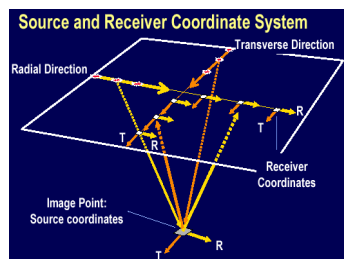 Source and Receiver Coordinate System
Transverse Direction
Radial Direction
R
T
T
R
Receiver
Coordinates
Image Point:
Source coordinates
R
T